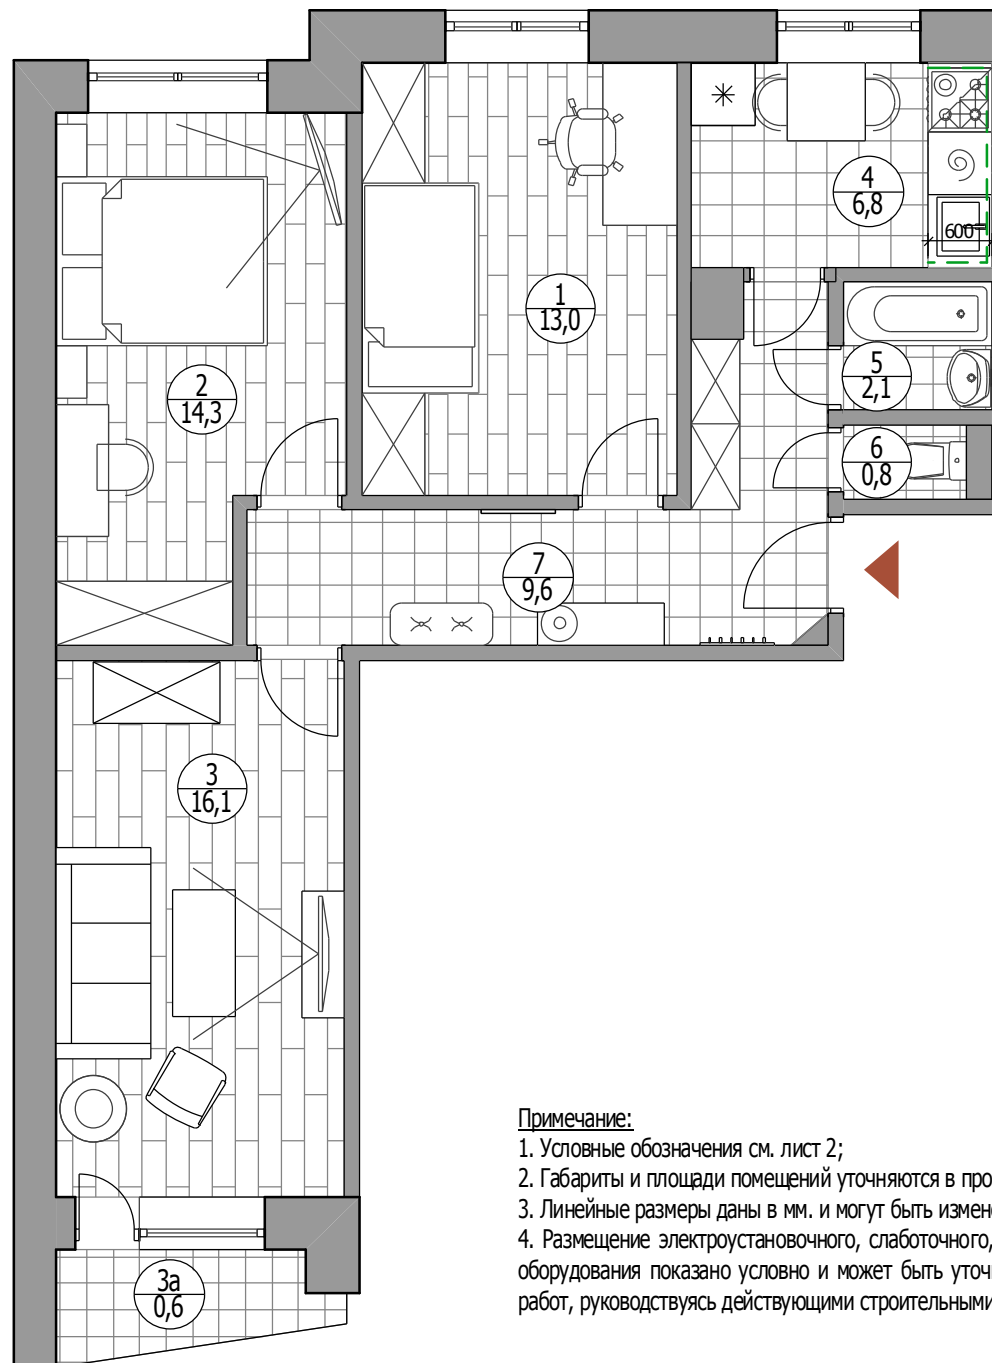 4
6,8
600
1
13,0
5
2,1
2
14,3
6
0,8
7
9,6
3
16,1
3а
0,6
Примечание:
1. Условные обозначения см. лист 2;
2. Габариты и площади помещений уточняются в про
3. Линейные размеры даны в мм. и могут быть измен
4. Размещение электроустановочного, слаботочного,
оборудования показано условно и может быть уточ
работ, руководствуясь действующими строительными